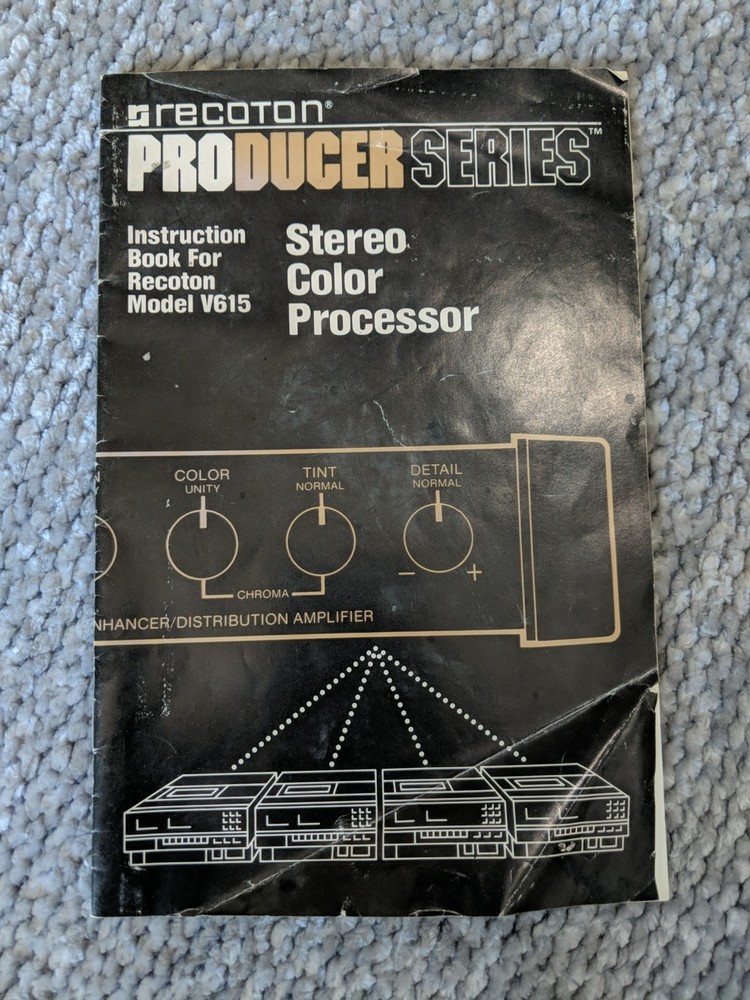 recoton®
PRODUCER SERIES™
Instruction
Book For
Recoton
Model V615
Stereo
Color
Processor
COLOR
UNITY
TINT
NORMAL
DETAIL
NORMAL
− +
CHROMA
NHANCER/DISTRIBUTION AMPLIFIER